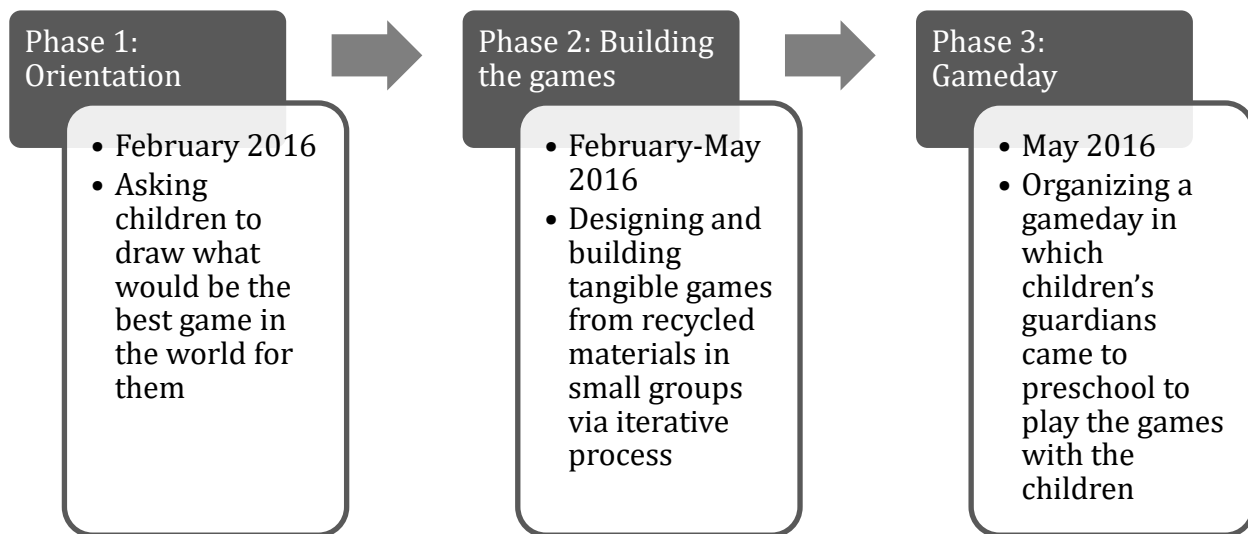 Phase 1:
Orientation
• February 2016
• Asking
children to
draw what
would be the
best game in
the world for
them
Phase 2: Building
the games
• February-May
2016
• Designing and
building
tangible games
from recycled
materials in
small groups
via iterative
process
Phase 3:
Gameday
• May 2016
• Organizing a
gameday in
which
children’s
guardians
came to
preschool to
play the games
with the
children